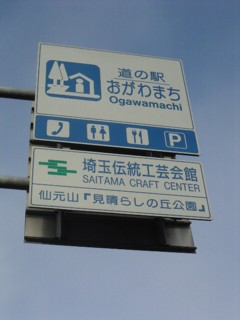 道の駅
おがわまち
Ogawamachi
P
埼玉伝統工芸会館
SAITAMA CRAFT CENTER
仙元山『見晴らしの丘公園』